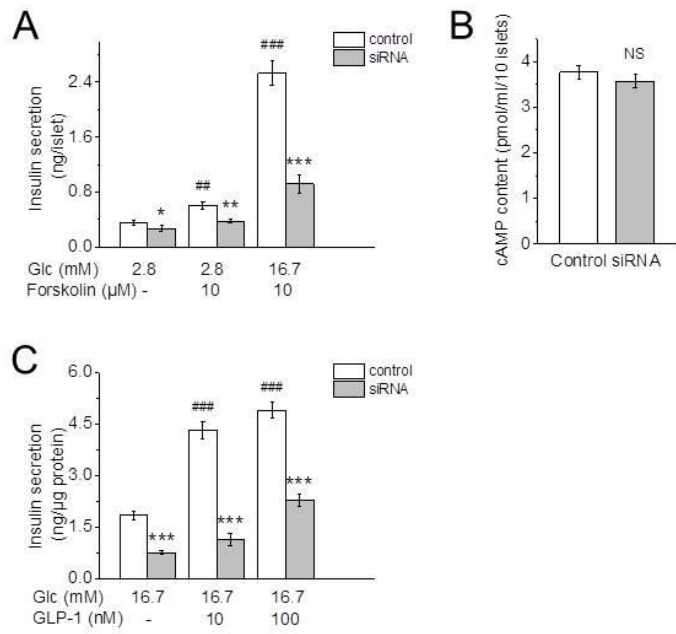 A
control
siRNA
Insulin secretion
(ng/islet)
2.4
1.6
0.8
0.0
###
##
*
**
***
Glc (mM) 2.8 2.8 16.7
Forskolin (µM) - 10 10
B
cAMP content (pmol/ml/10 islets)
5
4
3
2
1
0
NS
Control siRNA
C
control
siRNA
Insulin secretion
(ng/µg protein)
6.0
4.5
3.0
1.5
0.0
###
###
***
***
***
Glc (mM) 16.7 16.7 16.7
GLP-1 (nM) - 10 100